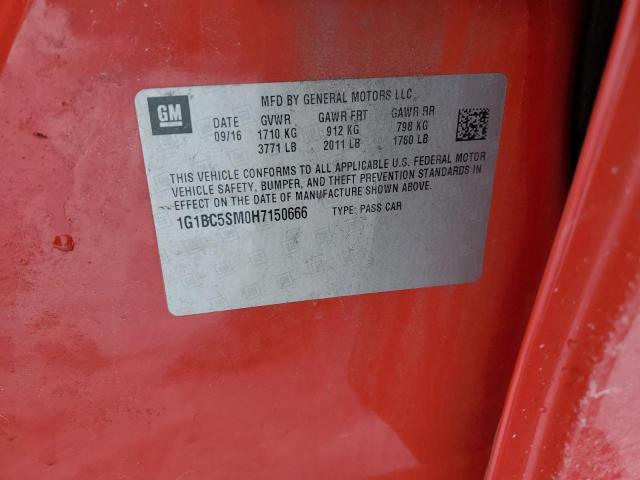 GM
MFD BY GENERAL MOTORS LLC
DATE GVWR GAWR FRT GAWR RR
09/16 1710 KG 912 KG 798 KG
3771 LB 2011 LB 1760 LB
THIS VEHICLE CONFORMS TO ALL APPLICABLE U.S. FEDERAL MOTOR
VEHICLE SAFETY, BUMPER, AND THEFT PREVENTION STANDARDS IN
EFFECT ON THE DATE OF MANUFACTURE SHOWN ABOVE.
1G1BC5SM0H7150666 TYPE: PASS CAR